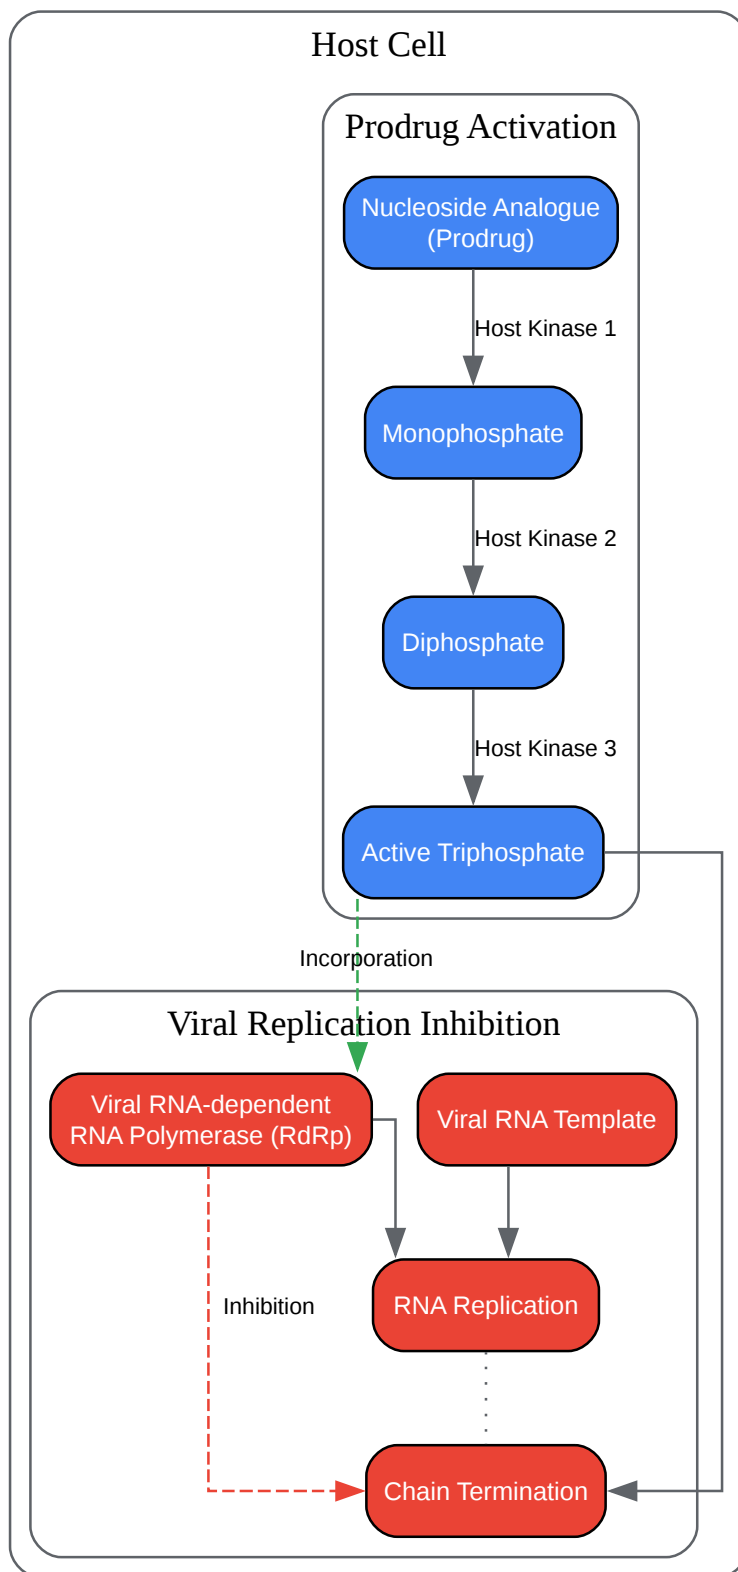 Host Cell
Prodrug Activation
Nucleoside Analogue
(Prodrug)
Host Kinase 1
Monophosphate
Host Kinase 2
Diphosphate
Host Kinase 3
Active Triphosphate
Incorporation
Viral Replication Inhibition
Viral RNA-dependent
RNA Polymerase (RdRp)
Viral RNA Template
Inhibition
RNA Replication
Chain Termination